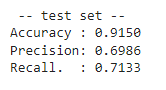 -- test set --
Accuracy : 0.9150
Precision: 0.6986
Recall.  : 0.7133